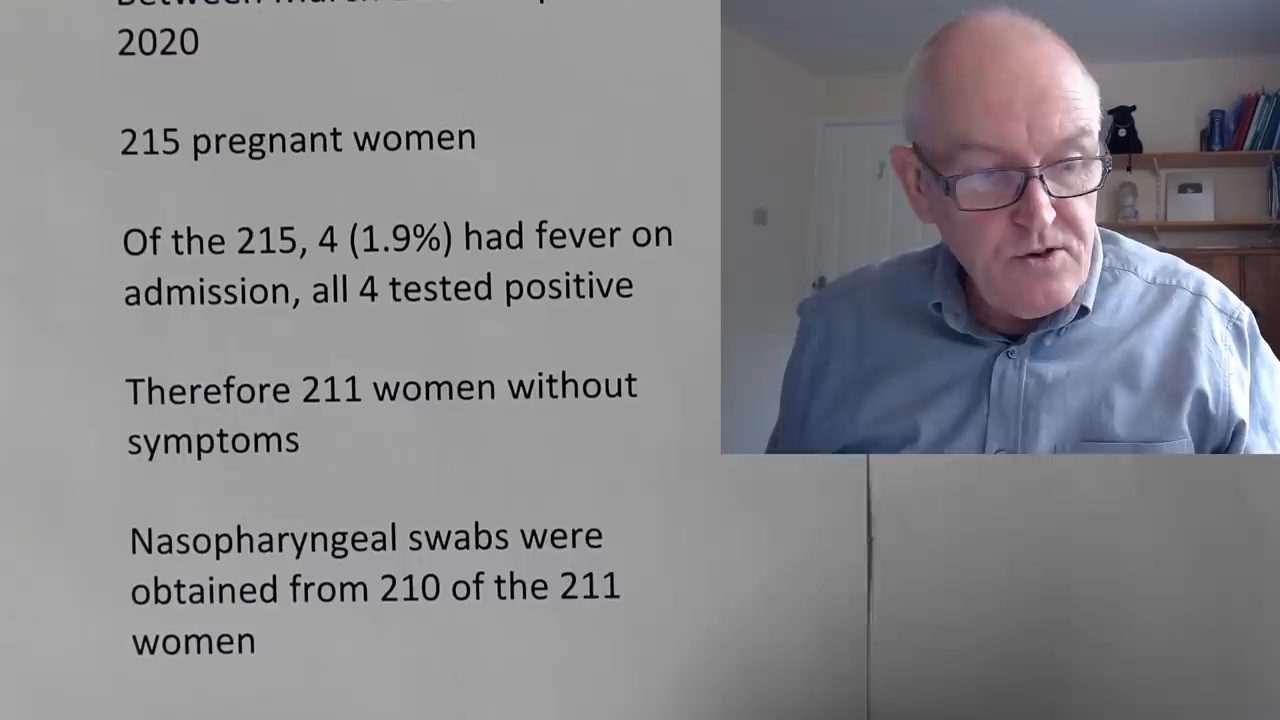 2020
215 pregnant women
Of the 215, 4 (1.9%) had fever on
admission, all 4 tested positive
Therefore 211 women without
symptoms
Nasopharyngeal swabs were
obtained from 210 of the 211
women